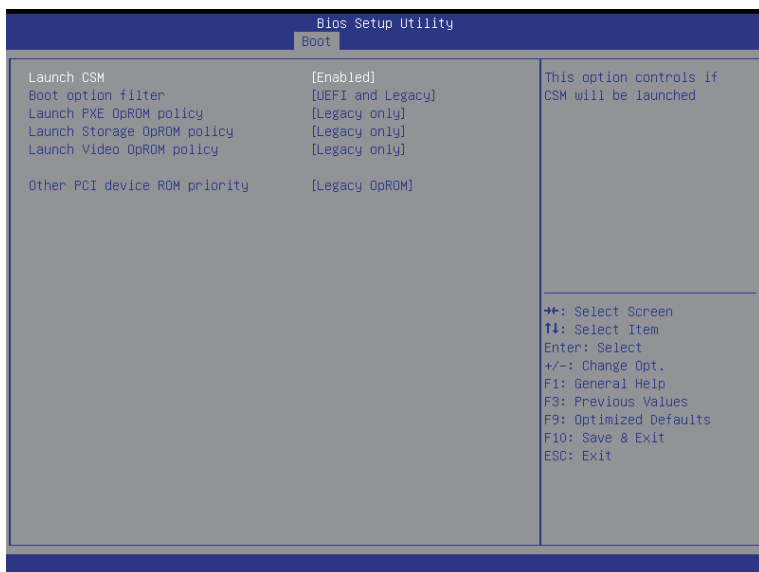 Bios Setup Utility
Boot
Launch CSM [Enabled]
Boot option filter [UEFI and Legacy]
Launch PXE OpROM policy [Legacy only]
Launch Storage OpROM policy [Legacy only]
Launch Video OpROM policy [Legacy only]
Other PCI device ROM priority [Legacy OpROM]
This option controls if
CSM will be launched
→←: Select Screen
↑↓: Select Item
Enter: Select
+/-: Change Opt.
F1: General Help
F3: Previous Values
F9: Optimized Defaults
F10: Save & Exit
ESC: Exit